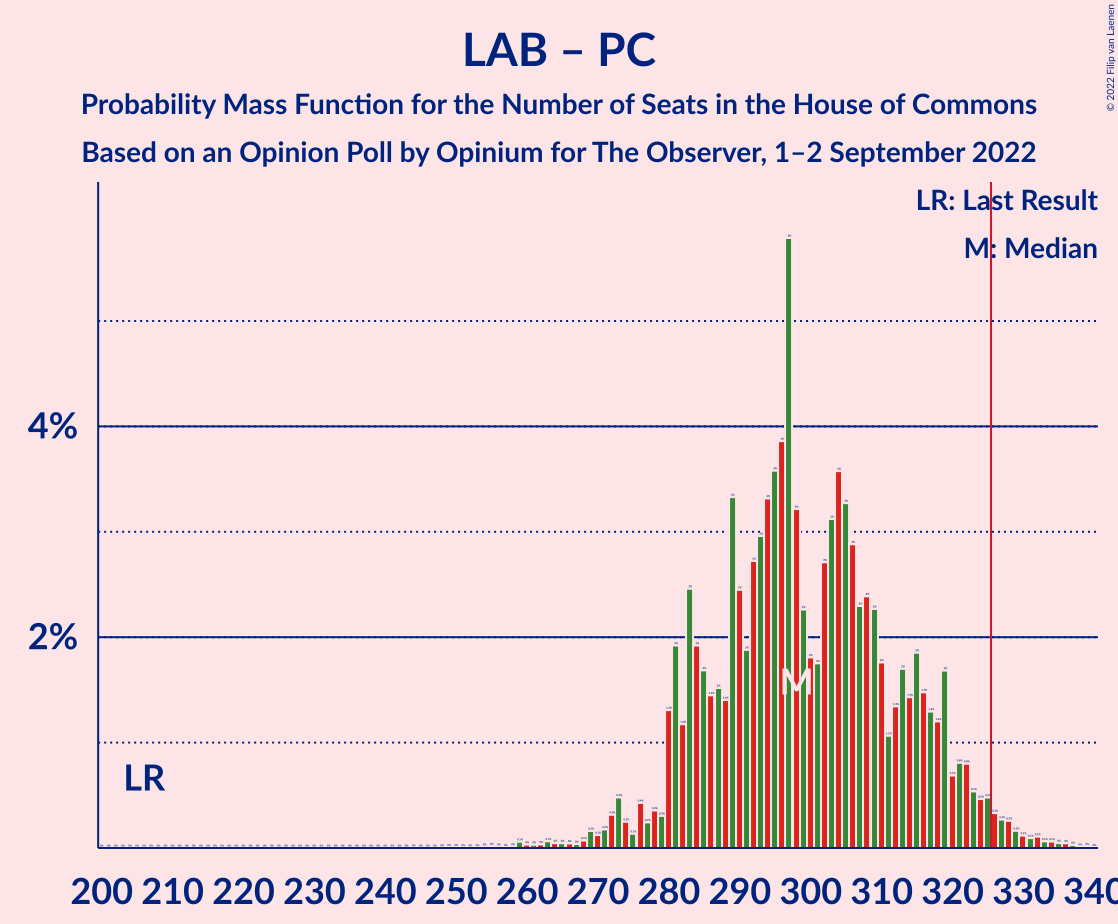 LAB – PC
Probability Mass Function for the Number of Seats in the House of Commons
Based on an Opinion Poll by Opinium for The Observer, 1–2 September 2022
© 2022 Filip van Laenen
LR: Last Result
M: Median
4%
2%
M
LR
200 210 220 230 240 250 260 270 280 290 300 310 320 330 340